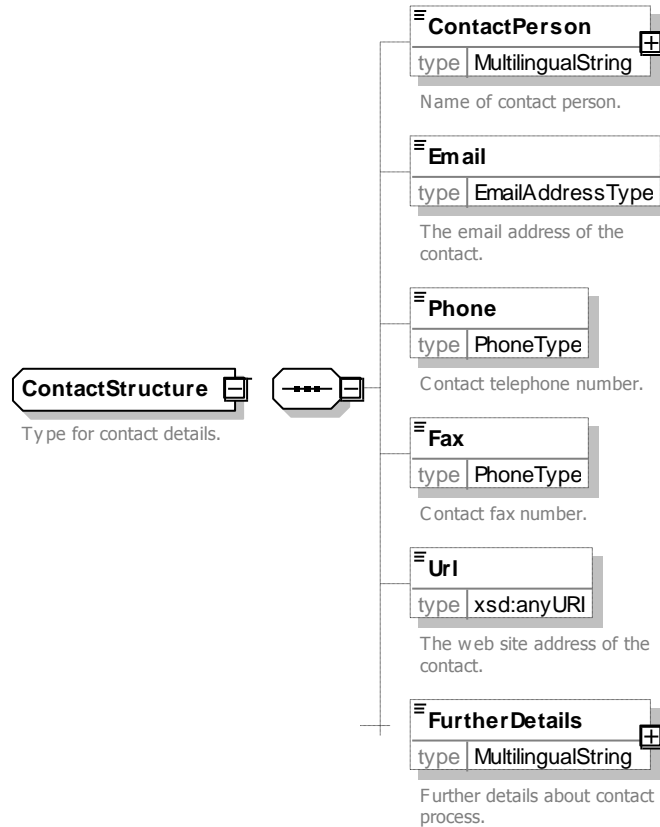 ContactPerson
type MultilingualString
Name of contact person.
Email
type EmailAddressType
The email address of the
contact.
Phone
type PhoneType
Contact telephone number.
ContactStructure
Type for contact details.
Fax
type PhoneType
Contact fax number.
Url
type xsd:anyURI
The web site address of the
contact.
FurtherDetails
type MultilingualString
Further details about contact
process.